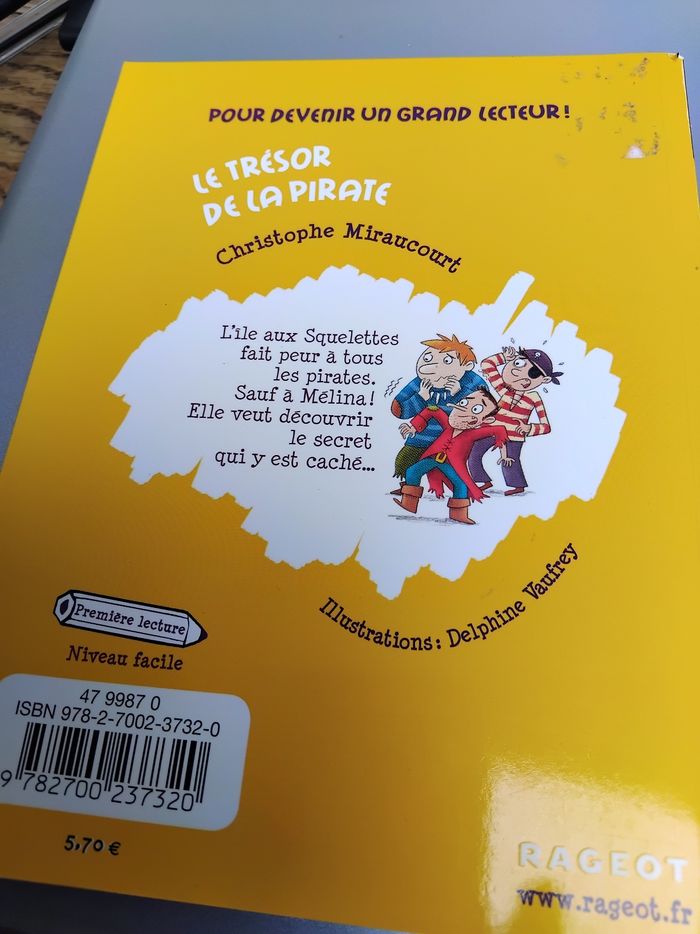 POUR DEVENIR UN GRAND LECTEUR !
LE TRÉSOR
DE LA PIRATE
Christophe Miraucourt
L'île aux Squelettes
fait peur à tous
les pirates.
Sauf à Mélina !
Elle veut découvrir
le secret
qui y est caché...
Illustrations : Delphine Vaufrey
Première lecture
Niveau facile
47 9987 0
ISBN 978-2-7002-3732-0
9 782700 237320
5,70 €
RAGEOT
www.rageot.fr